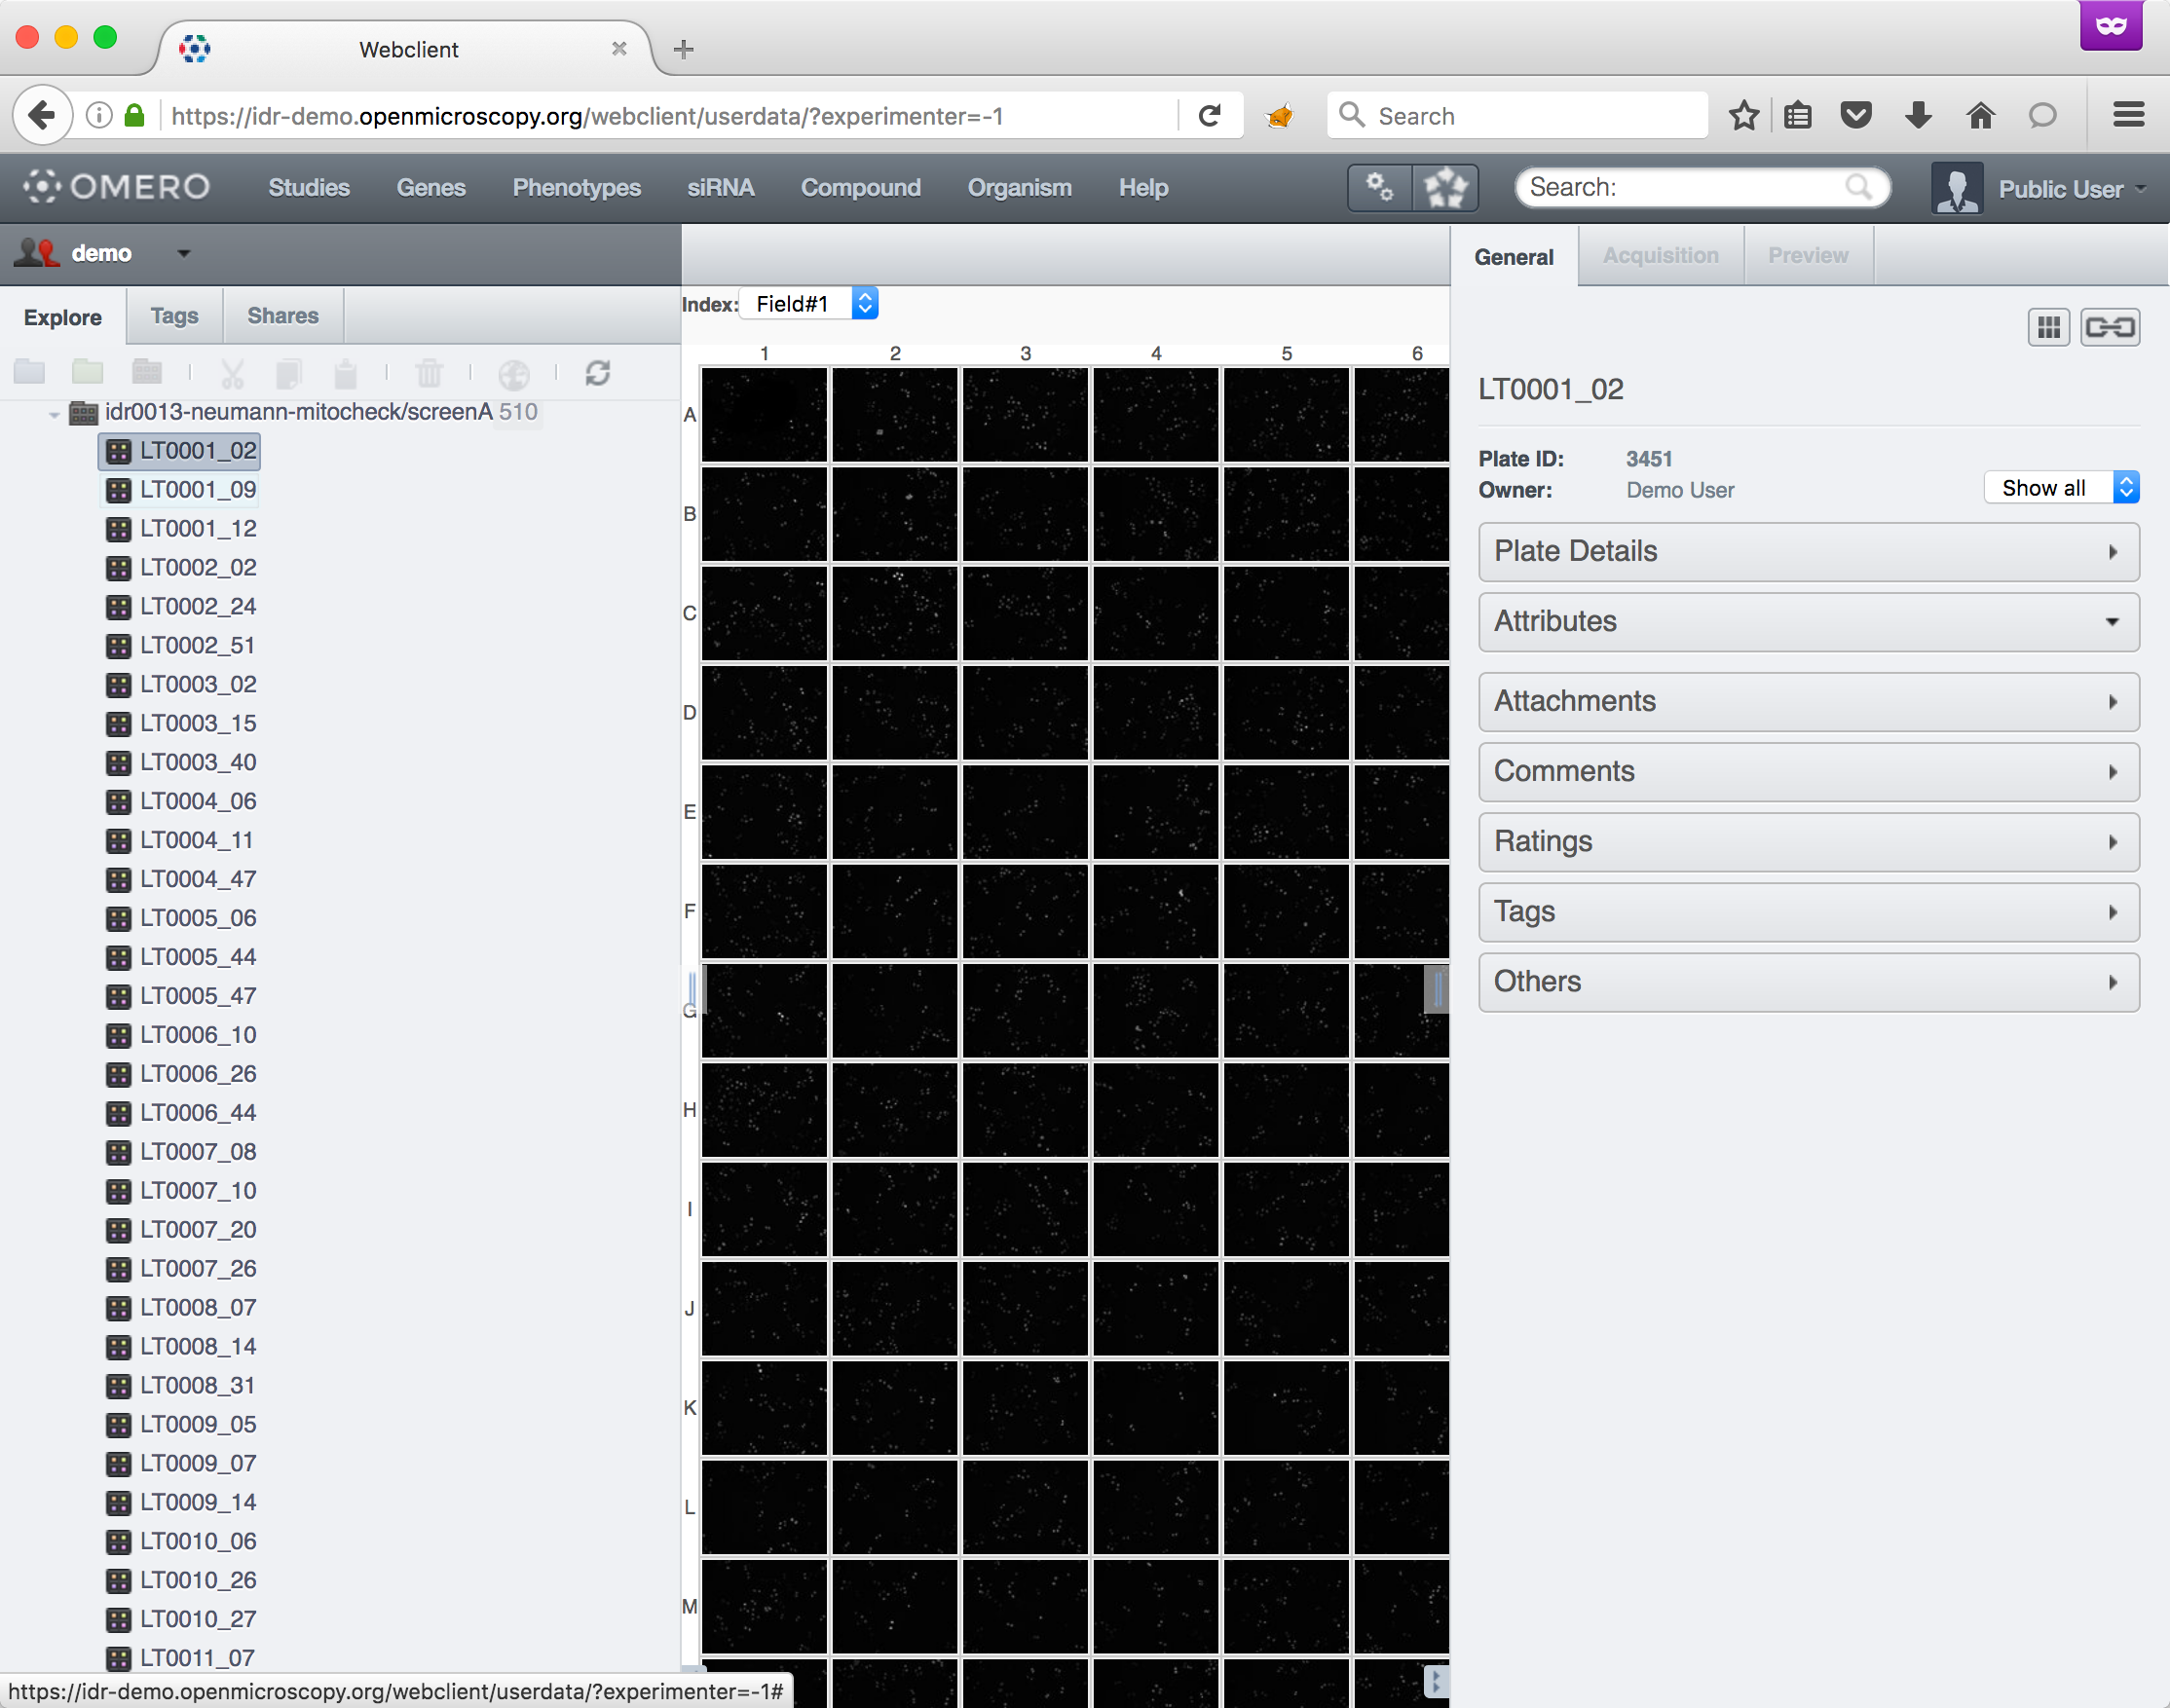 Webclient
https://idr-demo.openmicroscopy.org/webclient/userdata/?experimenter=-1
Search
OMERO Studies Genes Phenotypes siRNA Compound Organism Help Search: Public User
demo
General Acquisition Preview
Explore Tags Shares
Index: Field#1
1 2 3 4 5 6
idr0013-neumann-mitocheck/screenA 510
LT0001_02
LT0001_09
LT0001_12
LT0002_02
LT0002_24
LT0002_51
LT0003_02
LT0003_15
LT0003_40
LT0004_06
LT0004_11
LT0004_47
LT0005_06
LT0005_44
LT0005_47
LT0006_10
LT0006_26
LT0006_44
LT0007_08
LT0007_10
LT0007_20
LT0007_26
LT0008_07
LT0008_14
LT0008_31
LT0009_05
LT0009_07
LT0009_14
LT0010_06
LT0010_26
LT0010_27
LT0011_07
A
B
C
D
E
F
G
H
I
J
K
L
M
LT0001_02
Plate ID: 3451
Owner: Demo User
Show all
Plate Details
Attributes
Attachments
Comments
Ratings
Tags
Others
https://idr-demo.openmicroscopy.org/webclient/userdata/?experimenter=-1#